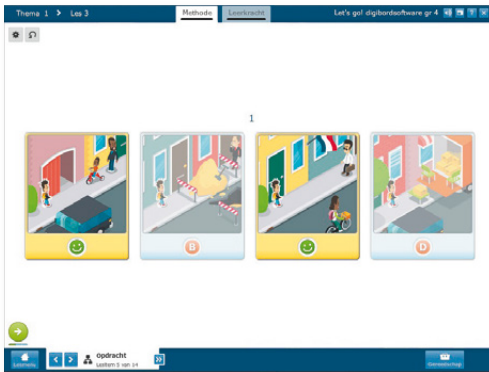 Thema 1 > Les 3
Methode
Leerkracht
Let's go! digibordsoftware gr 4
?
1
B
D
Lesmenu
opdracht
Lesitem 5 van 14
Gereedschap